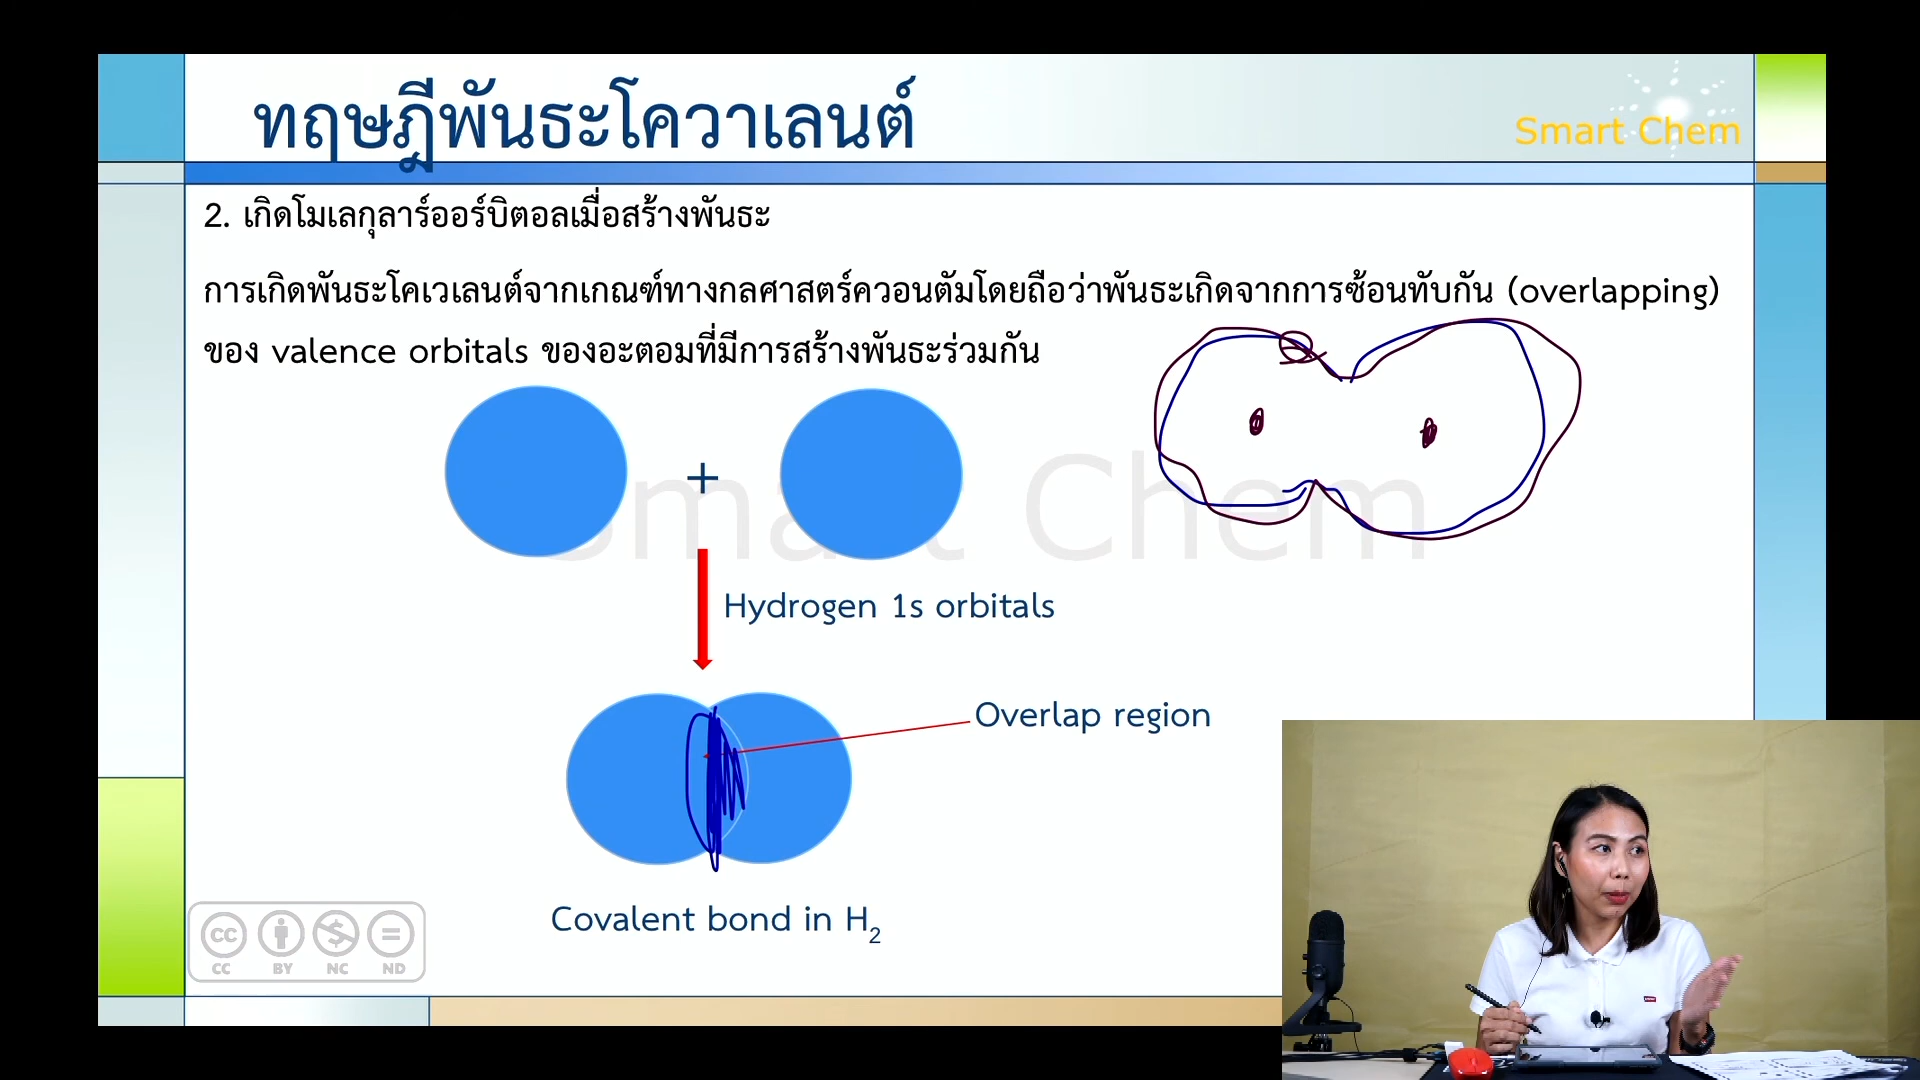 ทฤษฎีพันธะโควาเลนต์
Smart Chem
2. เกิดโมเลกุลาร์ออร์บิตอลเมื่อสร้างพันธะ
การเกิดพันธะโคเวเลนต์จากเกณฑ์ทางกลศาสตร์ควอนตัมโดยถือว่าพันธะเกิดจากการซ้อนทับกัน (overlapping)
ของ valence orbitals ของอะตอมที่มีการสร้างพันธะร่วมกัน
+
Smart Chem
Hydrogen 1s orbitals
Overlap region
Covalent bond in H2
CC BY NC ND